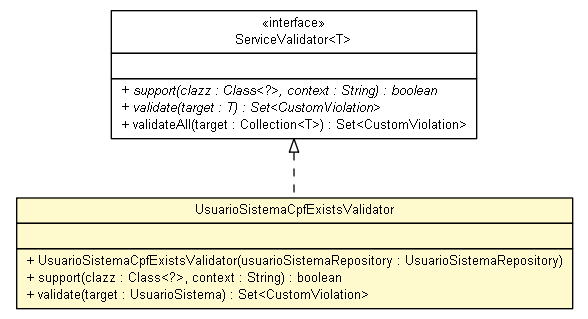 «interface»
ServiceValidator<T>
+ support(clazz : Class<?>, context : String) : boolean
+ validate(target : T) : Set<CustomViolation>
+ validateAll(target : Collection<T>) : Set<CustomViolation>
UsuarioSistemaCpfExistsValidator
+ UsuarioSistemaCpfExistsValidator(usuarioSistemaRepository : UsuarioSistemaRepository)
+ support(clazz : Class<?>, context : String) : boolean
+ validate(target : UsuarioSistema) : Set<CustomViolation>